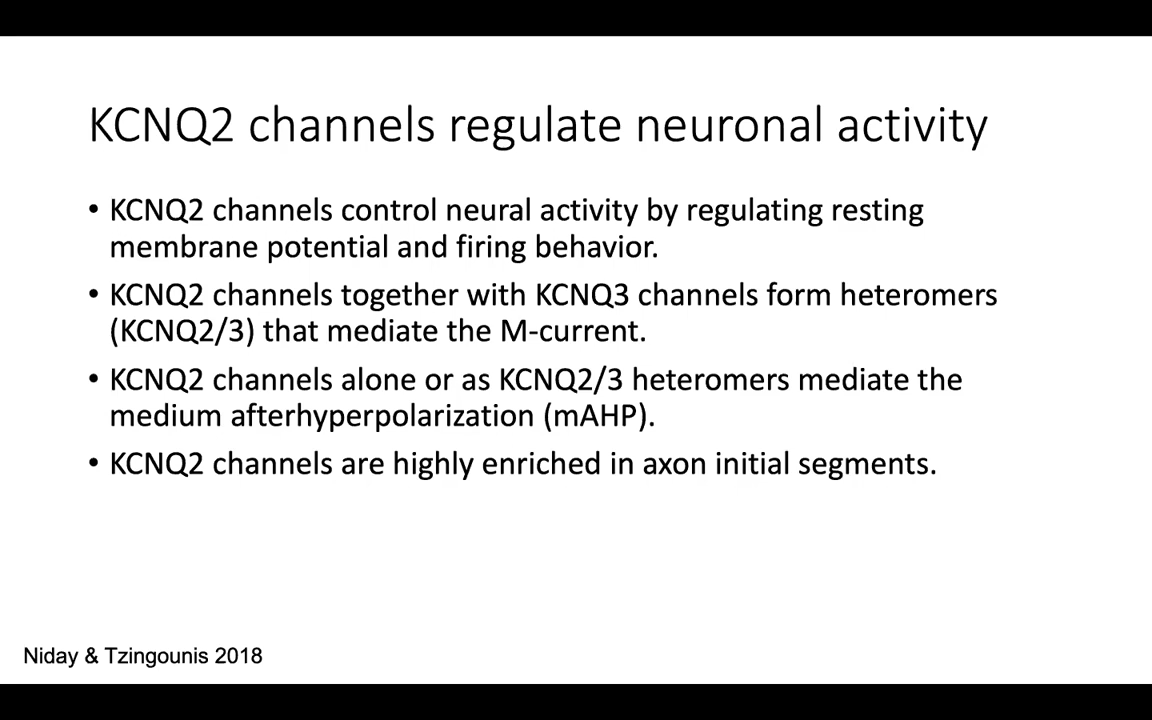 KCNQ2 channels regulate neuronal activity
• KCNQ2 channels control neural activity by regulating resting
membrane potential and firing behavior.
• KCNQ2 channels together with KCNQ3 channels form heteromers
(KCNQ2/3) that mediate the M-current.
• KCNQ2 channels alone or as KCNQ2/3 heteromers mediate the
medium afterhyperpolarization (mAHP).
• KCNQ2 channels are highly enriched in axon initial segments.
Niday & Tzingounis 2018